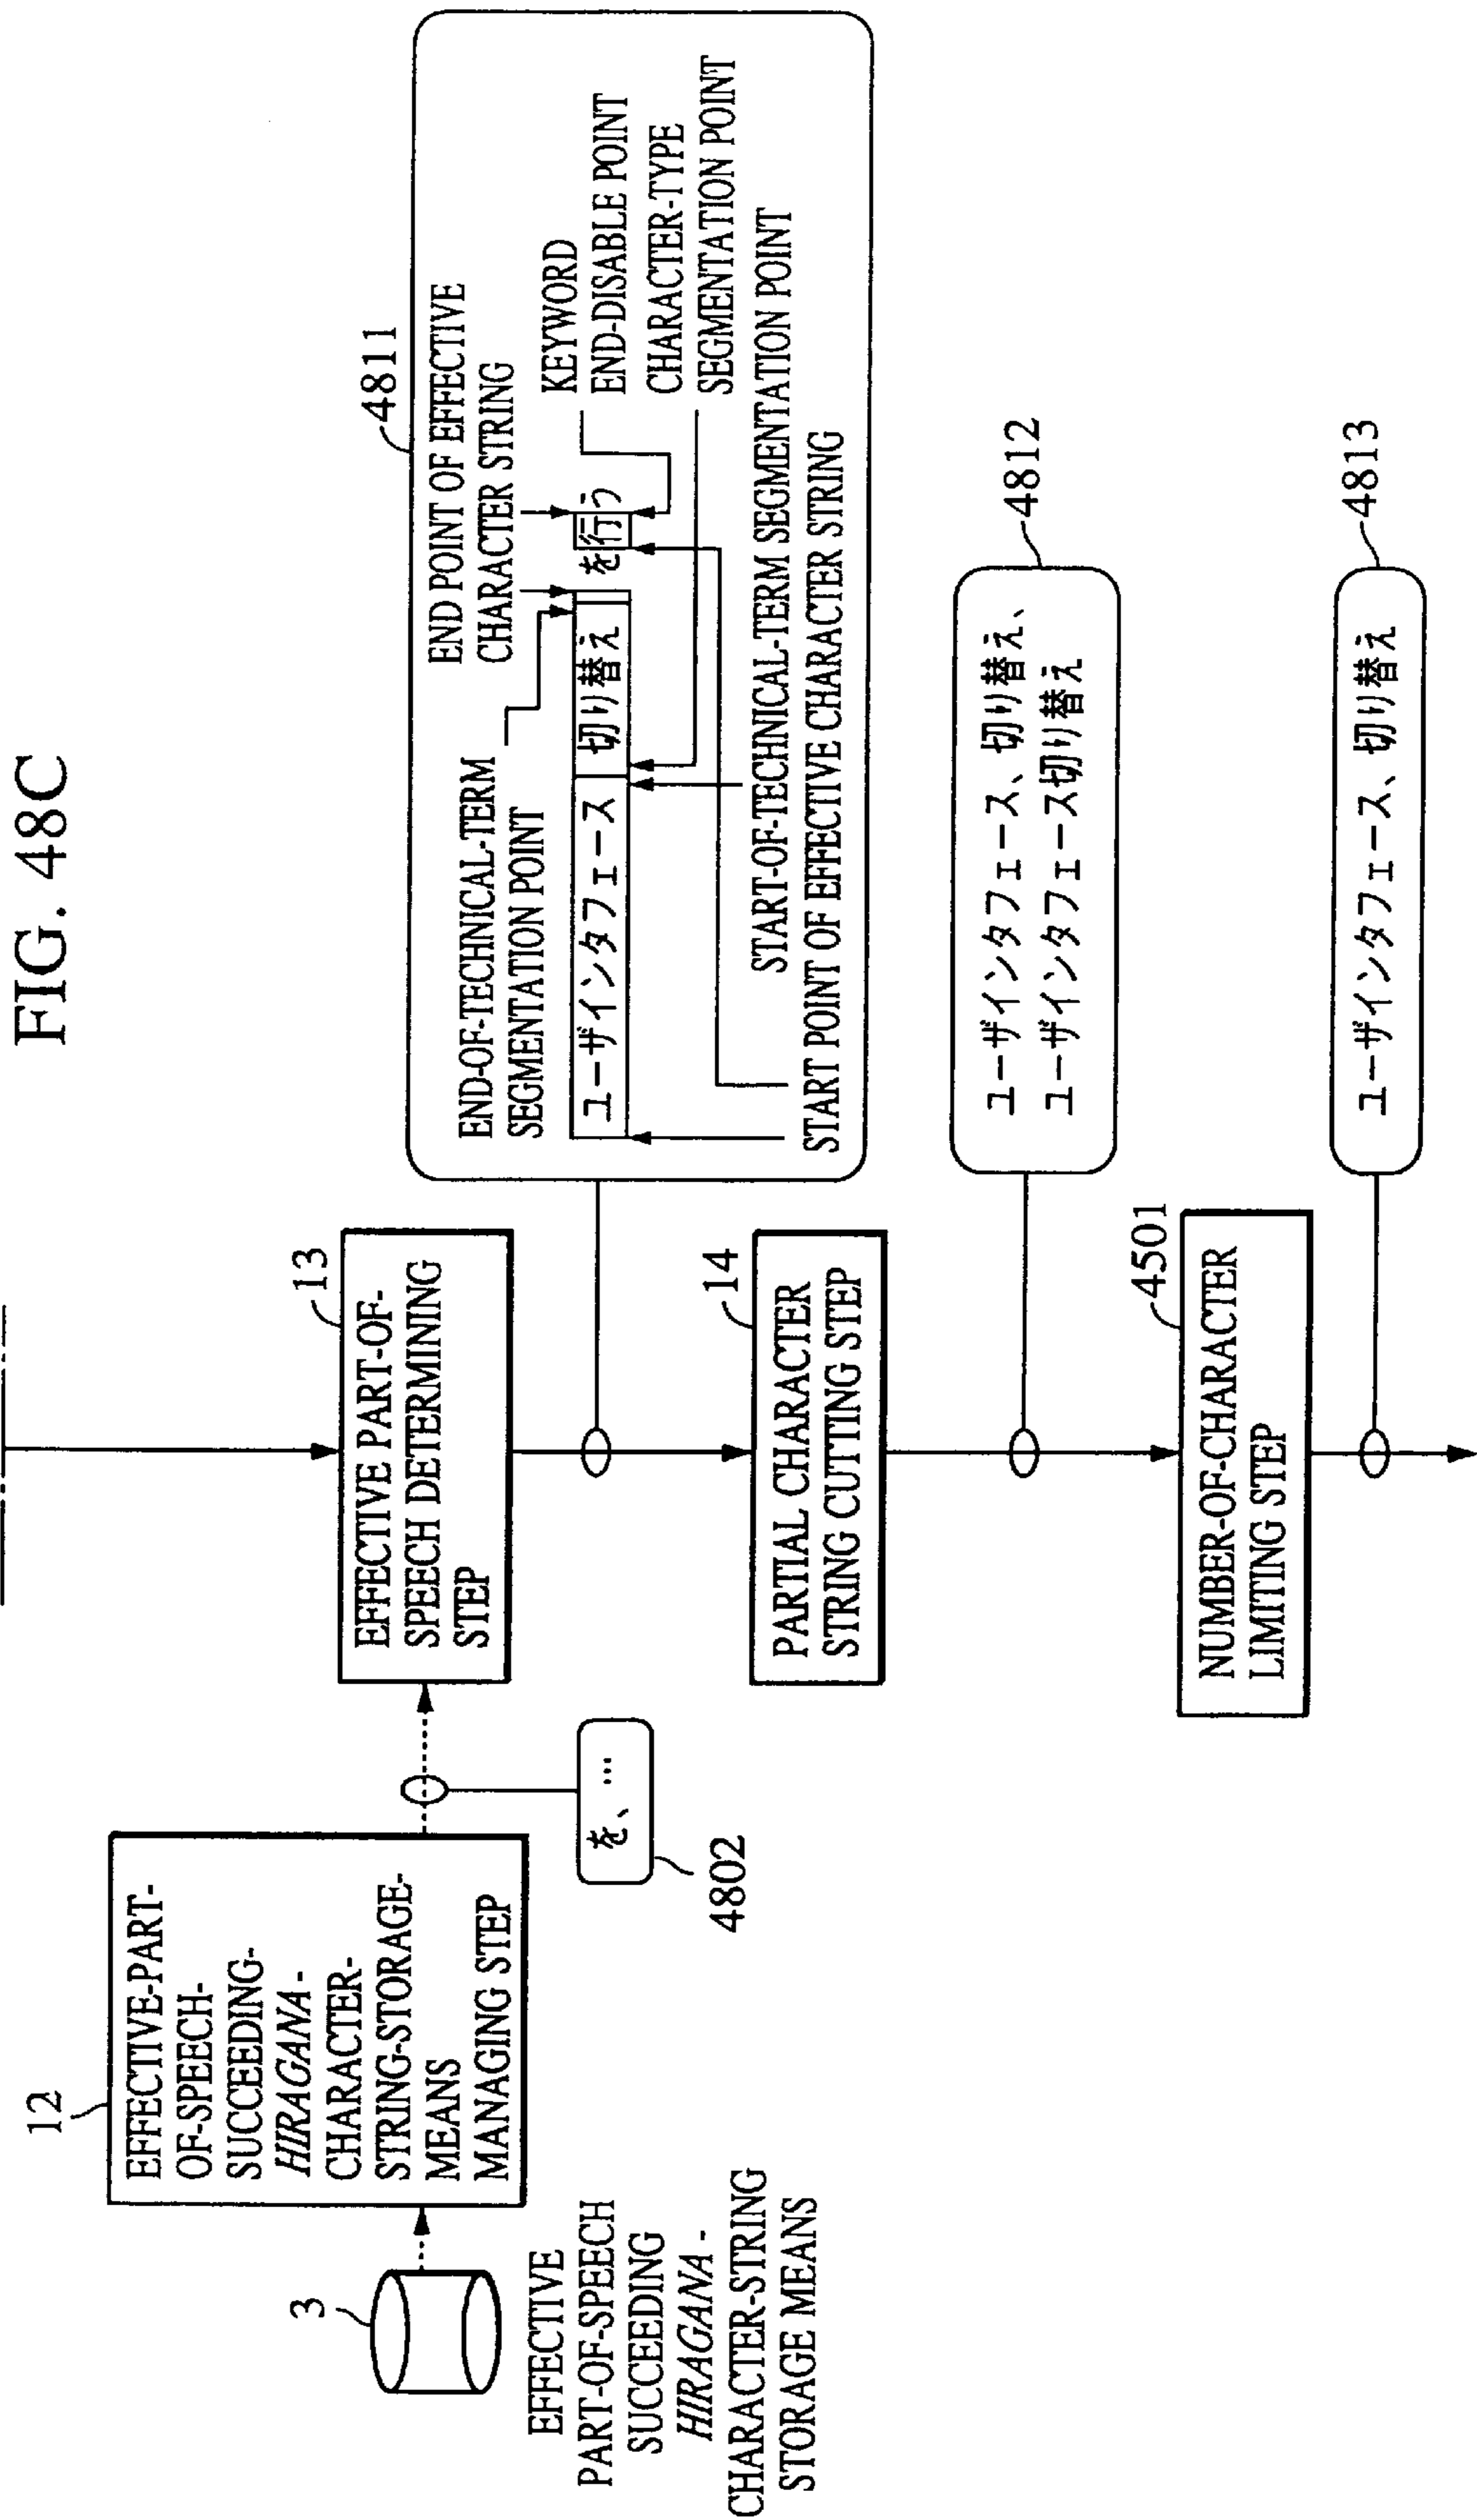 FIG. 48C
12
EFFECTIVE-PART-
OF-SPEECH-
SUCCEEDING-
HIRAGANA-
CHARACTER-
STRING-STORAGE-
MEANS
MANAGING STEP
3
EFFECTIVE
PART-OF-SPEECH
SUCCEEDING
HIRAGANA-
CHARACTER-STRING
STORAGE MEANS
を、…
4802
13
EFFECTIVE PART-OF-
SPEECH DETERMINING
STEP
4811
END-OF-TECHNICAL-TERM
SEGMENTATION POINT
END POINT OF EFFECTIVE
CHARACTER STRING
KEYWORD
END-DISABLE POINT
CHARACTER-TYPE
SEGMENTATION POINT
ユーザインタフェース切り替えを行う
START-OF-TECHNICAL-TERM SEGMENTATION POINT
START POINT OF EFFECTIVE CHARACTER STRING
14
PARTIAL CHARACTER
STRING CUTTING STEP
4812
ユーザインタフェース、切り替え、
ユーザインタフェース切り替え
4501
NUMBER-OF-CHARACTER
LIMITING STEP
4813
ユーザインタフェース、切り替え